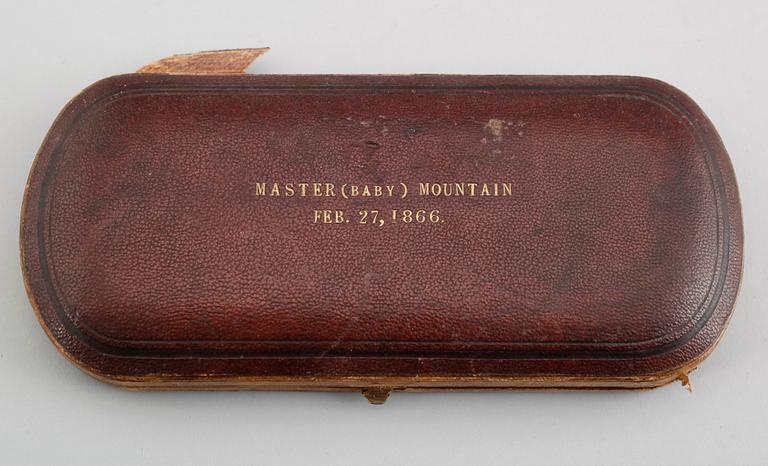 MASTER (BABY) MOUNTAIN
FEB. 27, 1866.